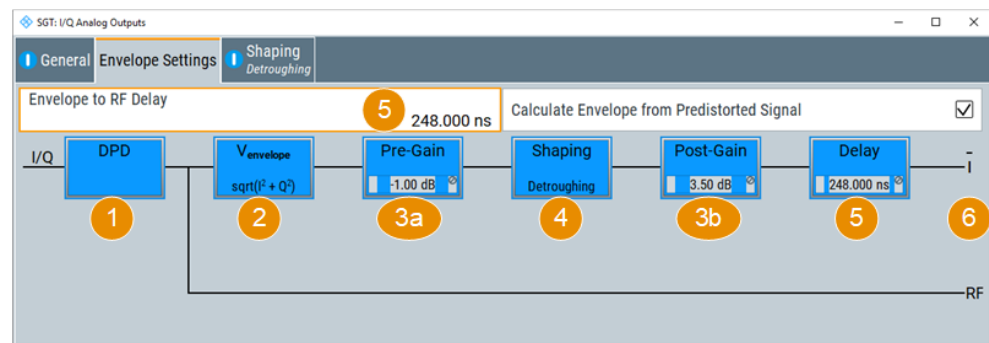 SGT: I/Q Analog Outputs
General
Envelope Settings
Shaping
Detroughing
Envelope to RF Delay
5
248.000 ns
Calculate Envelope from Predistorted Signal
I/Q
DPD
Venvelope
sqrt(I² + Q²)
Pre-Gain
-1.00 dB
Shaping
Detroughing
Post-Gain
3.50 dB
Delay
248.000 ns
I
1
2
3a
4
3b
5
6
RF